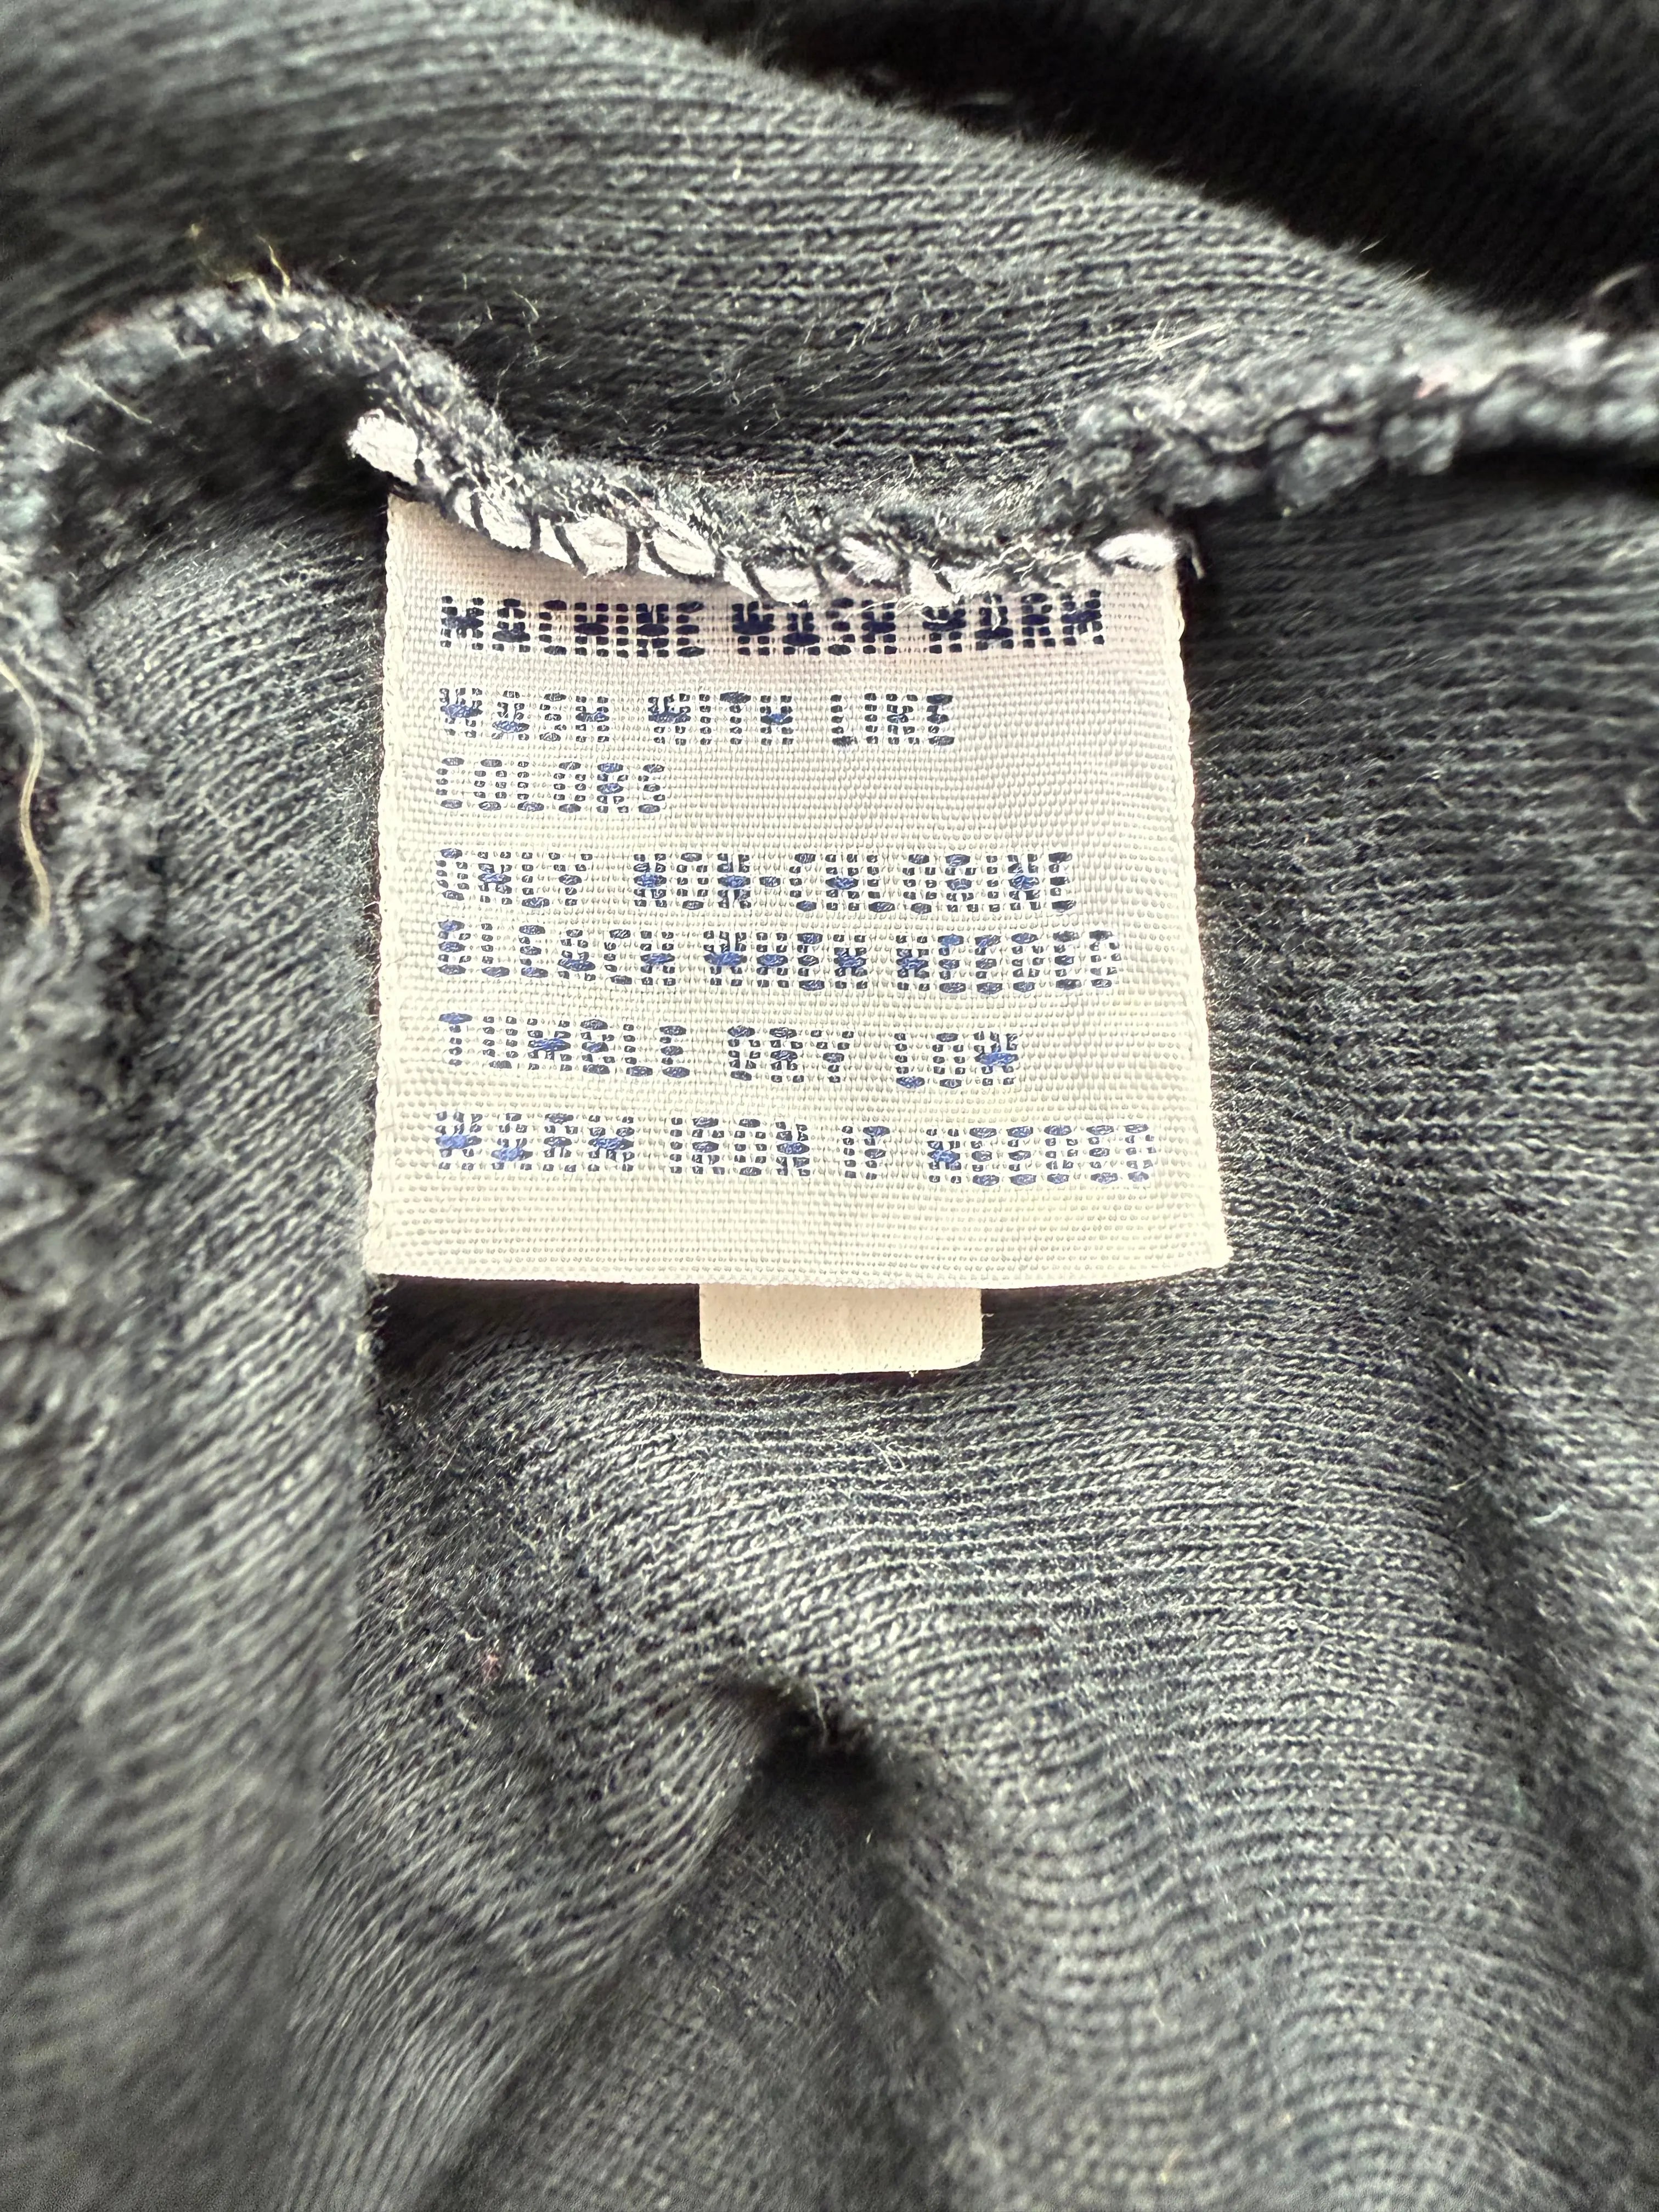 MACHINE WASH WARM
WASH WITH LIKE
COLORS
ONLY NON-CHLORINE
BLEACH WHEN NEEDED
TUMBLE DRY LOW
WARM IRON IF NEEDED